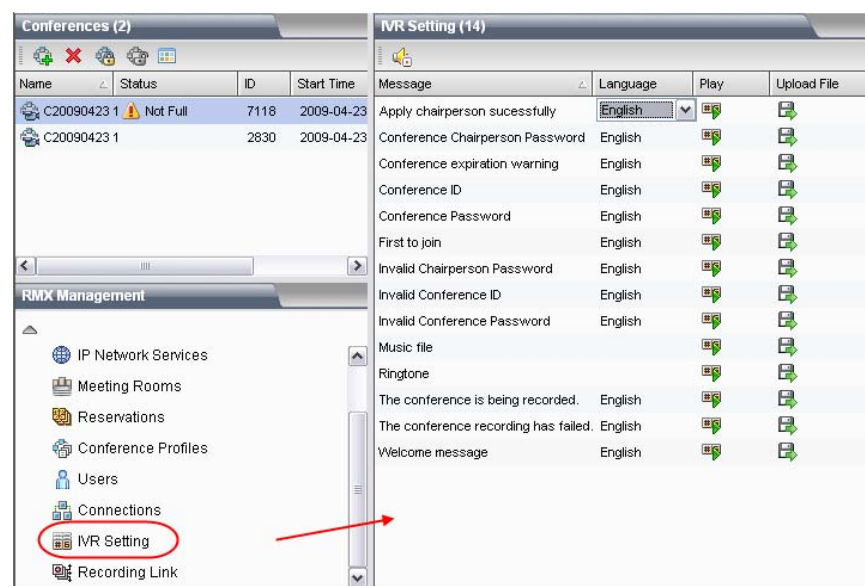 Conferences (2)
Name Status ID Start Time
C20090423 1 Not Full 7118 2009-04-23
C20090423 1 2830 2009-04-23
RMX Management
IP Network Services
Meeting Rooms
Reservations
Conference Profiles
Users
Connections
IVR Setting
Recording Link
IVR Setting (14)
Message Language Play Upload File
Apply chairperson sucessfully English
Conference Chairperson Password English
Conference expiration warning English
Conference ID English
Conference Password English
First to join English
Invalid Chairperson Password English
Invalid Conference ID English
Invalid Conference Password English
Music file
Ringtone
The conference is being recorded. English
The conference recording has failed. English
Welcome message English